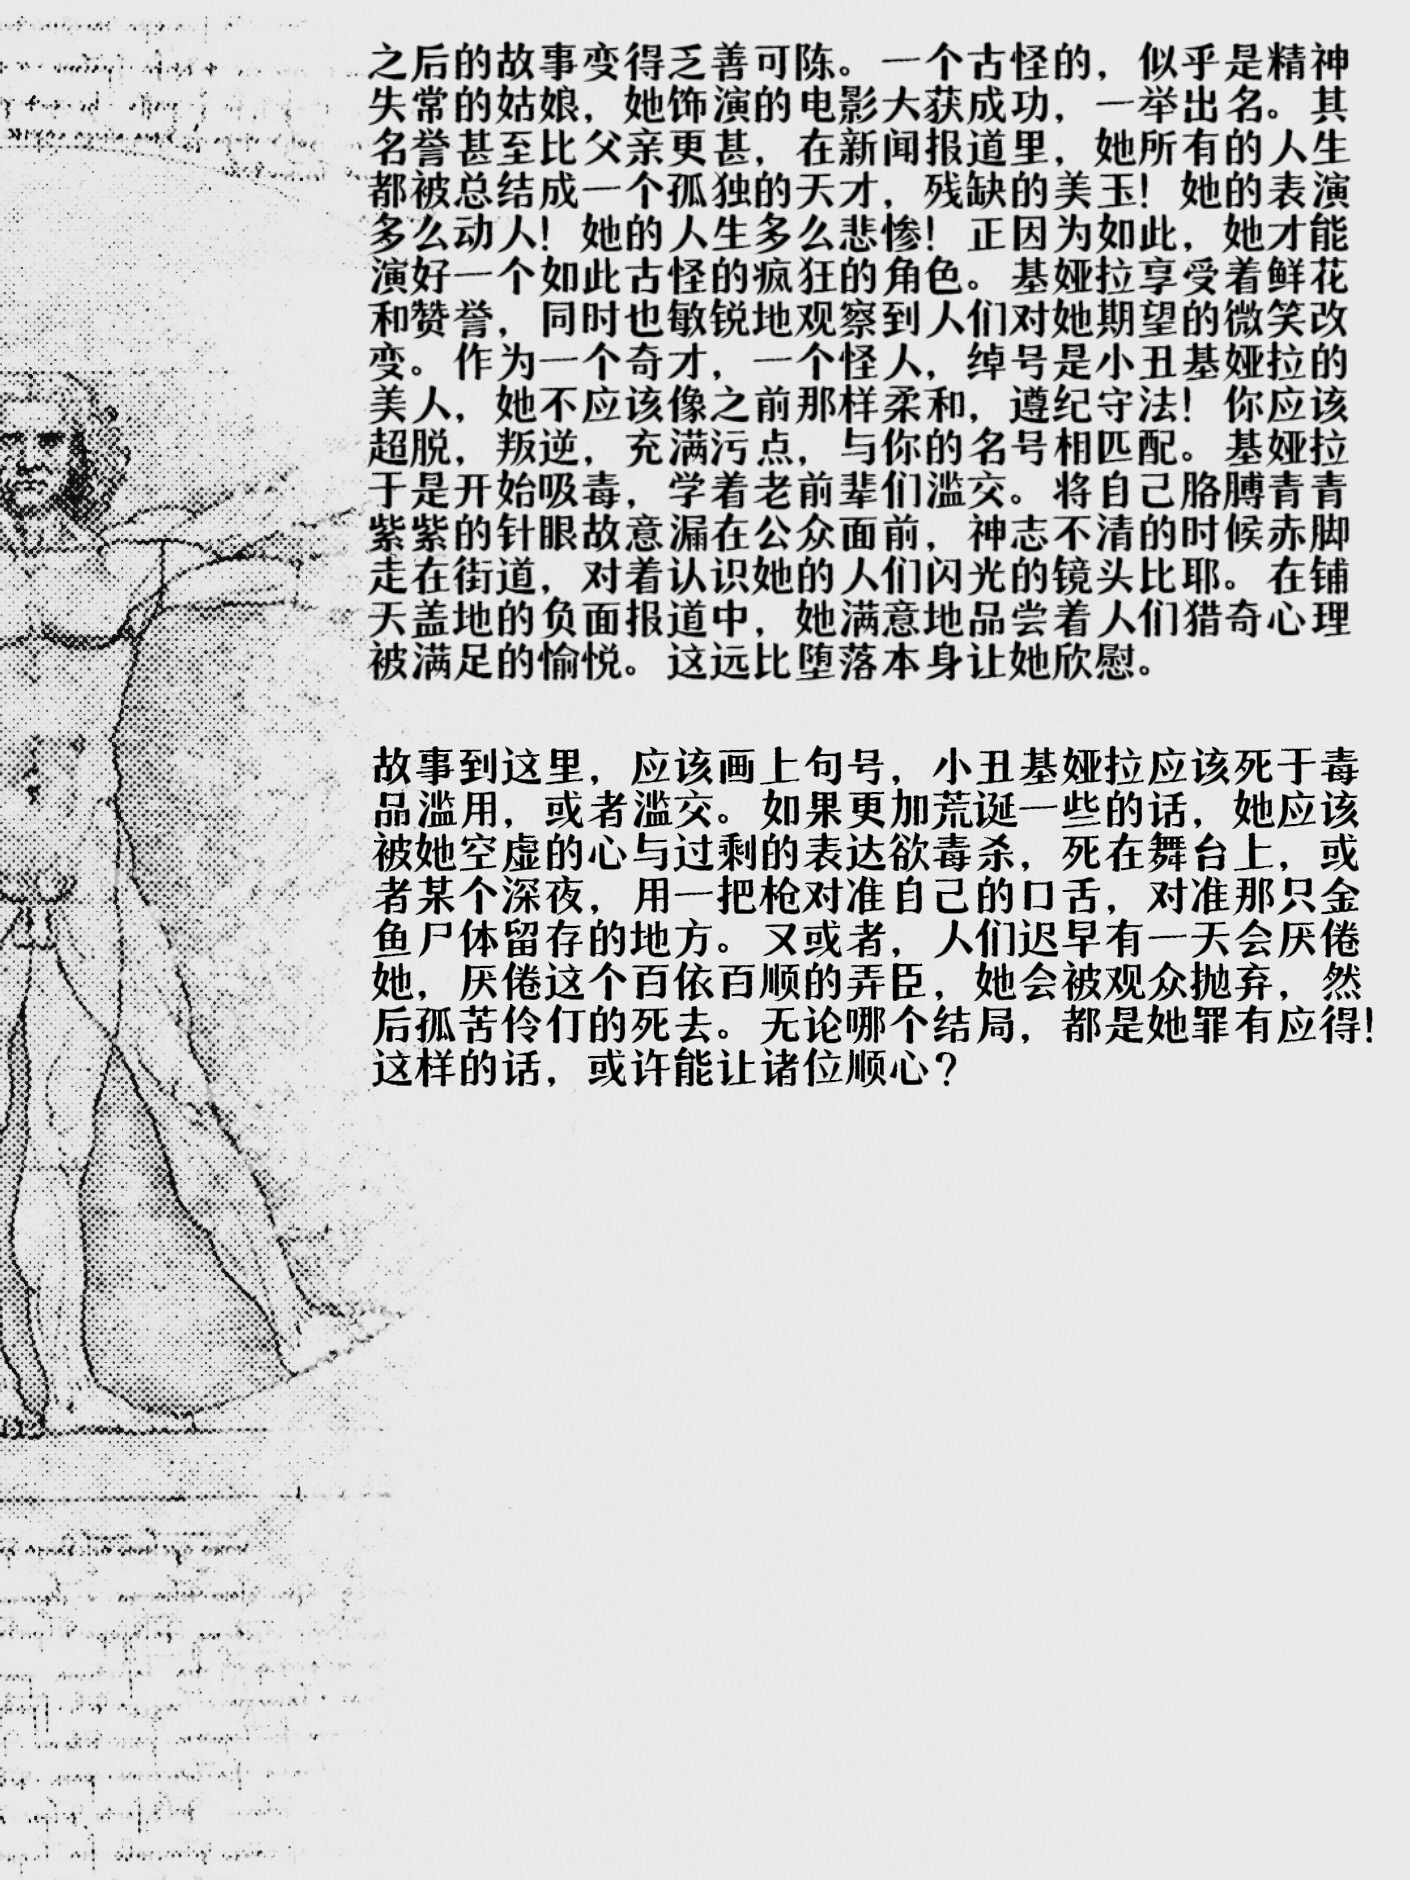 之后的故事变得乏善可陈。一个古怪的，似乎是精神
失常的姑娘，她饰演的电影大获成功，一举出名。其
名誉甚至比父亲更甚，在新闻报道里，她所有的人生
都被总结成一个孤独的天才，残缺的美玉！她的表演
多么动人！她的人生多么悲惨！正因为如此，她才能
演好一个如此古怪的疯狂的角色。基娅拉享受着鲜花
和赞誉，同时也敏锐地观察到人们对她期望的微笑改
变。作为一个奇才，一个怪人，绰号是小丑基娅拉的
美人，她不应该像之前那样柔和，遵纪守法！你应该
超脱，叛逆，充满污点，与你的名号相匹配。基娅拉
于是开始吸毒，学着老前辈们滥交。将自己胳膊青青
紫紫的针眼故意漏在公众面前，神志不清的时候赤脚
走在街道，对着认识她的人们闪光的镜头比耶。在铺
天盖地的负面报道中，她满意地品尝着人们猎奇心理
被满足的愉悦。这远比堕落本身让她欣慰。
故事到这里，应该画上句号，小丑基娅拉应该死于毒
品滥用，或者滥交。如果更加荒诞一些的话，她应该
被她空虚的心与过剩的表达欲毒杀，死在舞台上，或
者某个深夜，用一把枪对准自己的口舌，对准那只金
鱼尸体留存的地方。又或者，人们迟早有一天会厌倦
她，厌倦这个百依百顺的弄臣，她会被观众抛弃，然
后孤苦伶仃的死去。无论哪个结局，都是她罪有应得！
这样的话，或许能让诸位顺心？